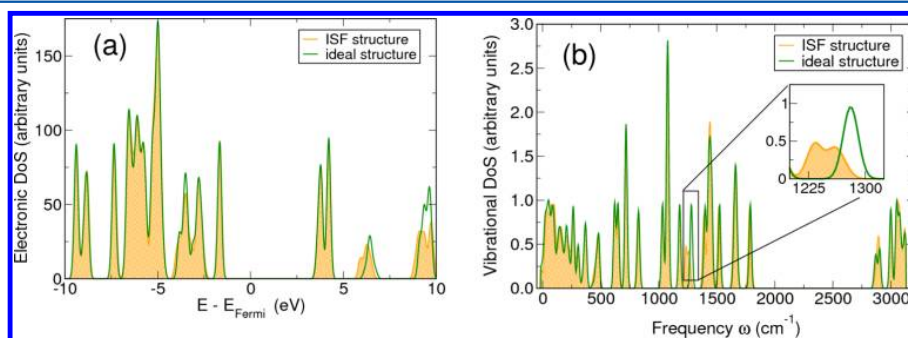 (a)
ISF structure
ideal structure
Electronic DoS (arbitrary units)
150
100
50
0
-10
-5
0
5
10
E - E_Fermi (eV)
(b)
ISF structure
ideal structure
Vibrational DoS (arbitrary units)
3.0
2.5
2.0
1.5
1.0
0.5
0.0
1
0.5
0
1225
1300
0
500
1000
1500
2000
2500
3000
Frequency ω (cm⁻¹)